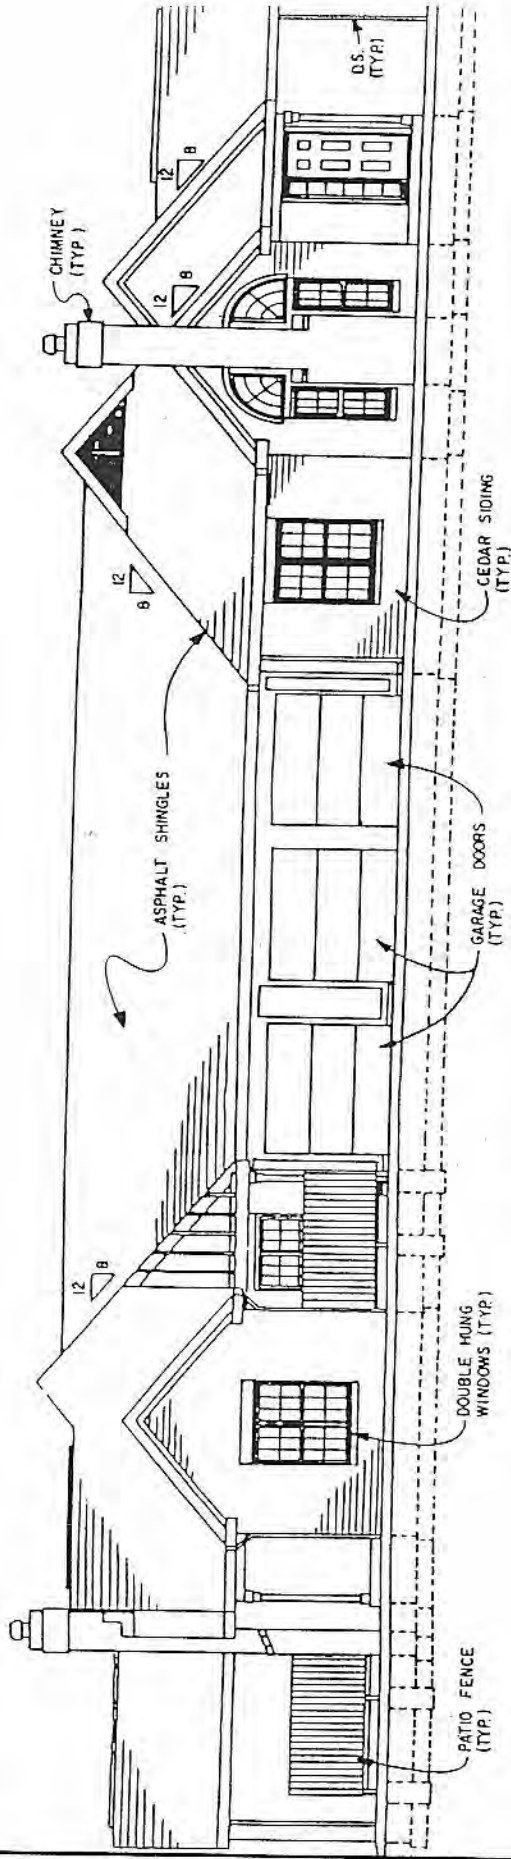 CHIMNEY
(TYP.)
ASPHALT SHINGLES
(TYP.)
12
8
12
8
12
8
12
8
D.S.
(TYP.)
PATIO FENCE
(TYP.)
DOUBLE HUNG
WINDOWS (TYP.)
GARAGE DOORS
(TYP.)
CEDAR SIDING
(TYP.)